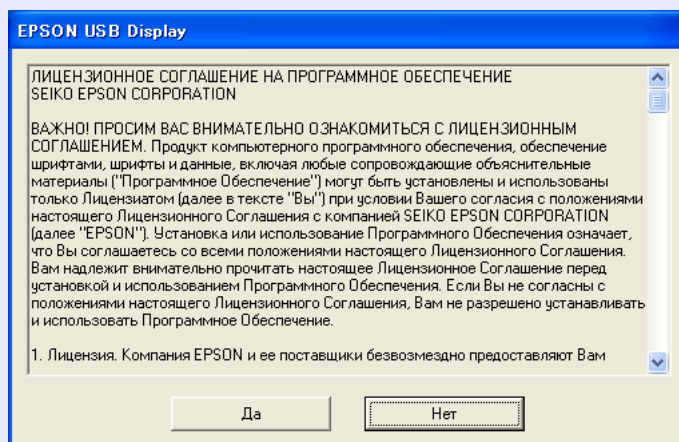 EPSON USB Display
ЛИЦЕНЗИОННОЕ СОГЛАШЕНИЕ НА ПРОГРАММНОЕ ОБЕСПЕЧЕНИЕ
SEIKO EPSON CORPORATION
ВАЖНО! ПРОСИМ ВАС ВНИМАТЕЛЬНО ОЗНАКОМИТЬСЯ С ЛИЦЕНЗИОННЫМ
СОГЛАШЕНИЕМ. Продукт компьютерного программного обеспечения, обеспечение
шрифтами, шрифты и данные, включая любые сопровождающие объяснительные
материалы ("Программное Обеспечение") могут быть установлены и использованы
только Лицензиатом (далее в тексте "Вы") при условии Вашего согласия с положениями
настоящего Лицензионного Соглашения с компанией SEIKO EPSON CORPORATION
(далее "EPSON"). Установка или использование Программного Обеспечения означает,
что Вы соглашаетесь со всеми положениями настоящего Лицензионного Соглашения.
Вам надлежит внимательно прочитать настоящее Лицензионное Соглашение перед
установкой и использованием Программного Обеспечения. Если Вы не согласны с
положениями настоящего Лицензионного Соглашения, Вам не разрешено устанавливать
и использовать Программное Обеспечение.
1. Лицензия. Компания EPSON и ее поставщики безвозмездно предоставляют Вам
Да
Нет